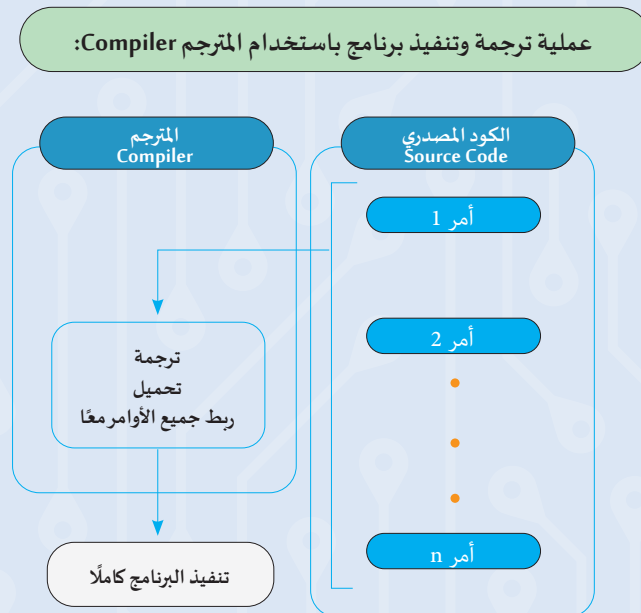 عملية ترجمة وتنفيذ برنامج باستخدام المترجم Compiler:
الكود المصدري
Source Code
أمر 1
أمر 2
أمر n
المترجم
Compiler
ترجمة
تحميل
ربط جميع الأوامر معًا
تنفيذ البرنامج كاملًا